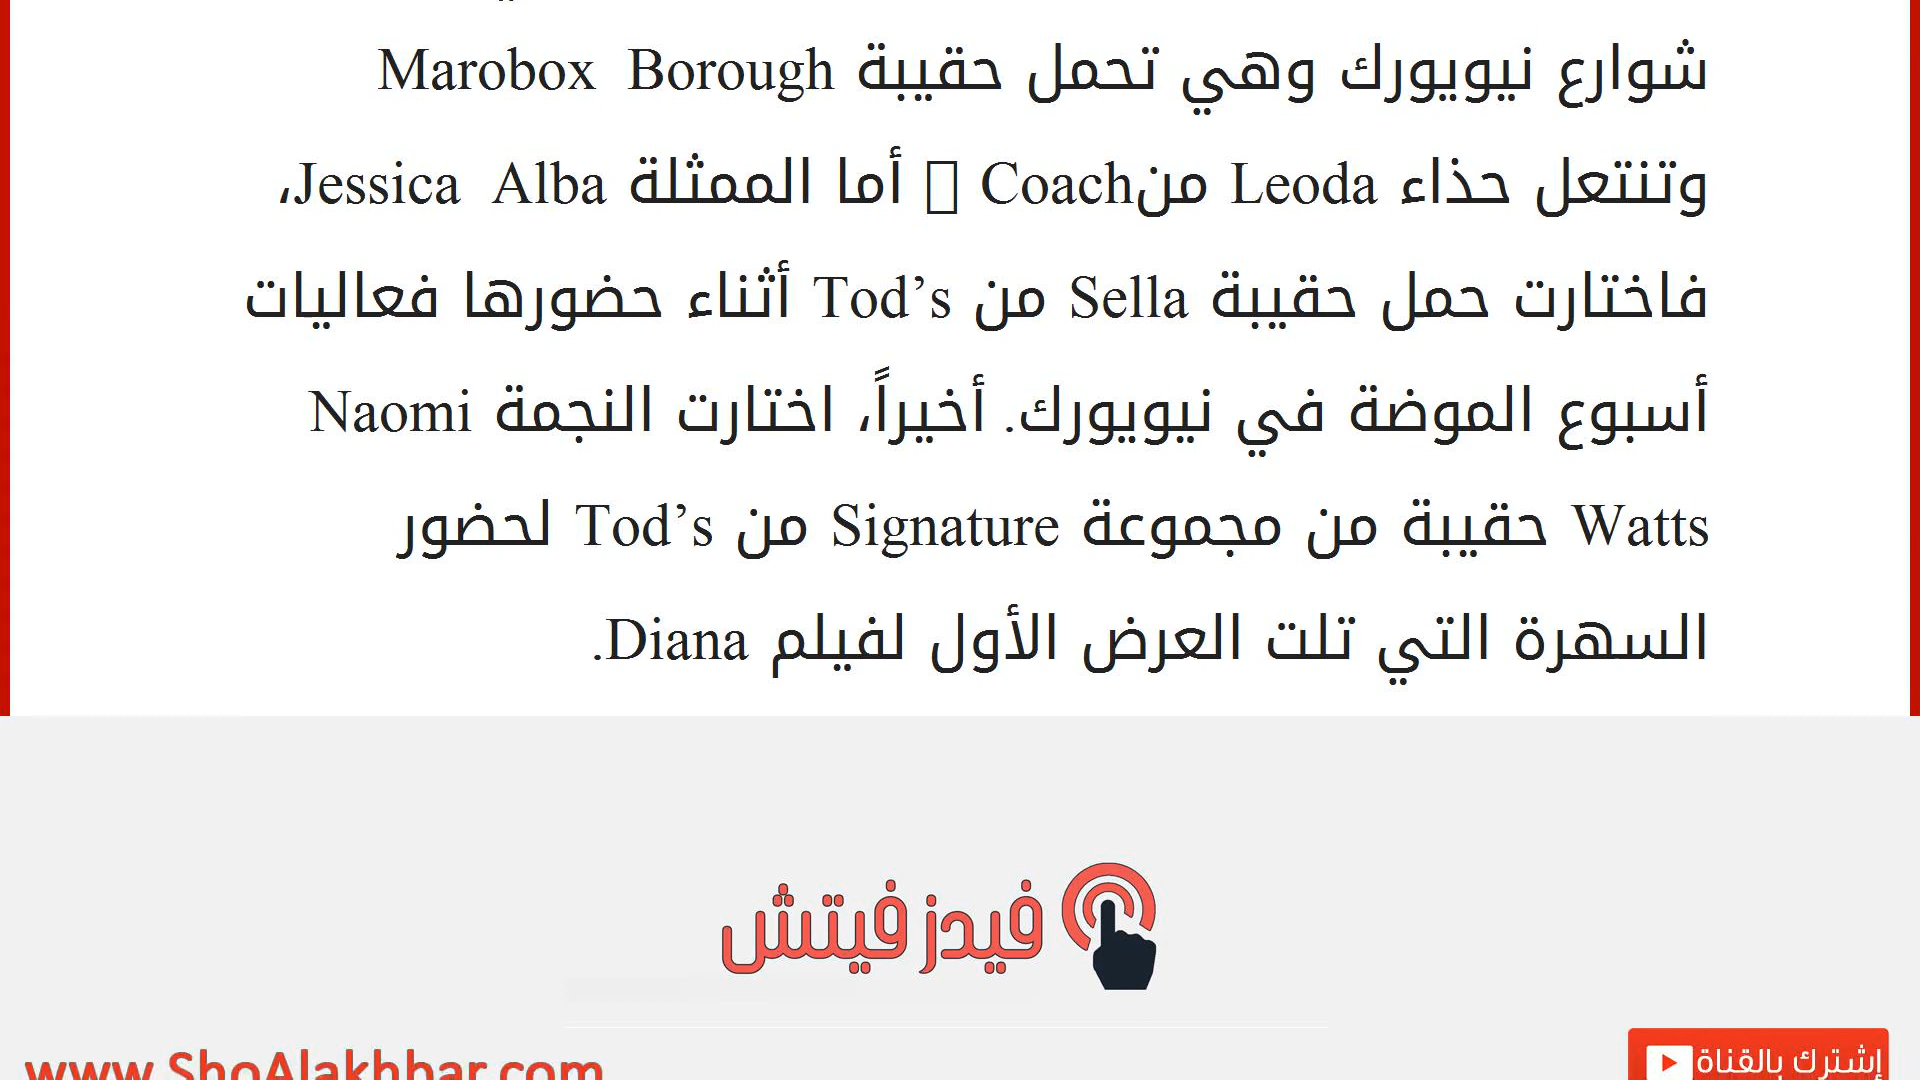 شوارع نيويورك وهي تحمل حقيبة Marobox Borough
وتنتعل حذاء Leoda منCoach أما الممثلة Jessica Alba،
فاختارت حمل حقيبة Sella من Tod’s أثناء حضورها فعاليات
أسبوع الموضة في نيويورك. أخيراً، اختارت النجمة Naomi
Watts حقيبة من مجموعة Signature من Tod’s لحضور
السهرة التي تلت العرض الأول لفيلم Diana.
فيدز فيتش
www.ShoAlakhbar.com
إشترك بالقناة